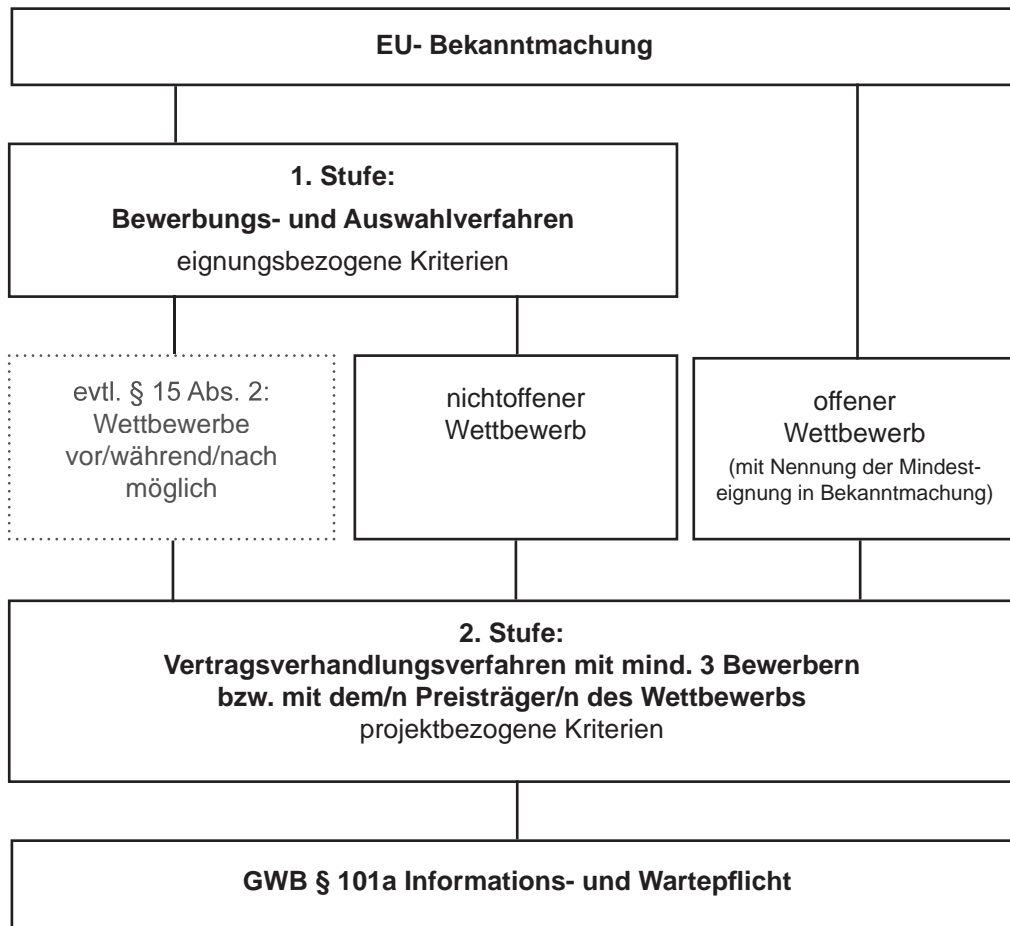 EU- Bekanntmachung
1. Stufe:
Bewerbungs- und Auswahlverfahren
eignungsbezogene Kriterien
evtl. § 15 Abs. 2:
Wettbewerbe
vor/während/nach
möglich
nichtoffener
Wettbewerb
offener
Wettbewerb
(mit Nennung der Mindest-
eignung in Bekanntmachung)
2. Stufe:
Vertragsverhandlungsverfahren mit mind. 3 Bewerbern
bzw. mit dem/n Preisträger/n des Wettbewerbs
projektbezogene Kriterien
GWB § 101a Informations- und Wartepflicht